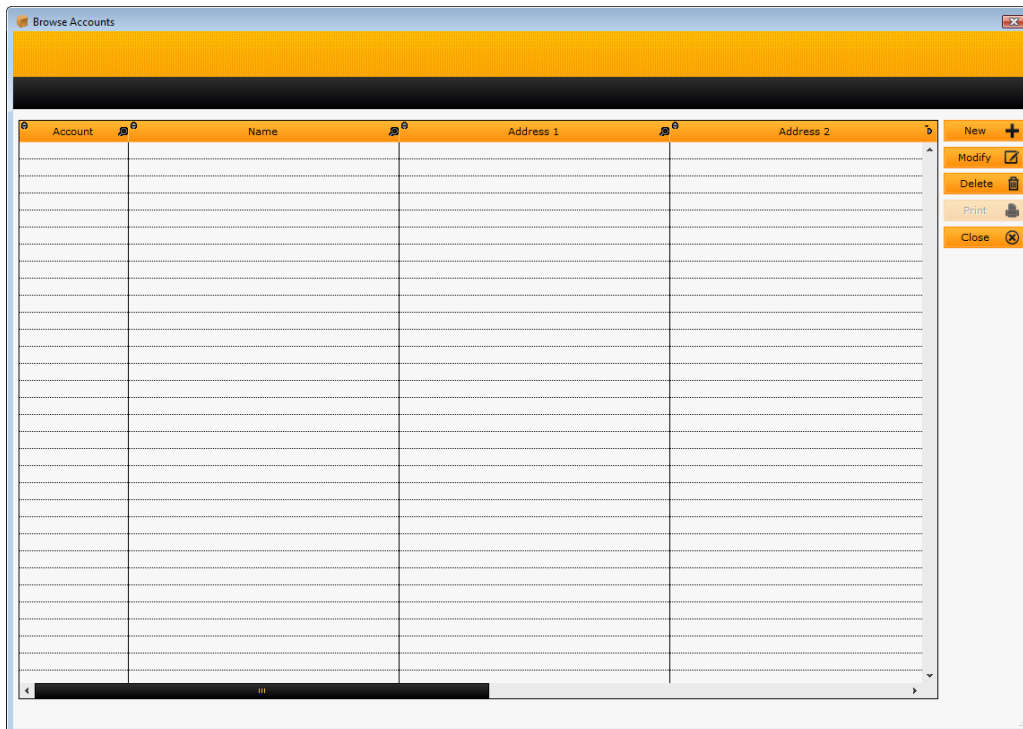 Browse Accounts
Account Name Address 1 Address 2
New
Modify
Delete
Print
Close